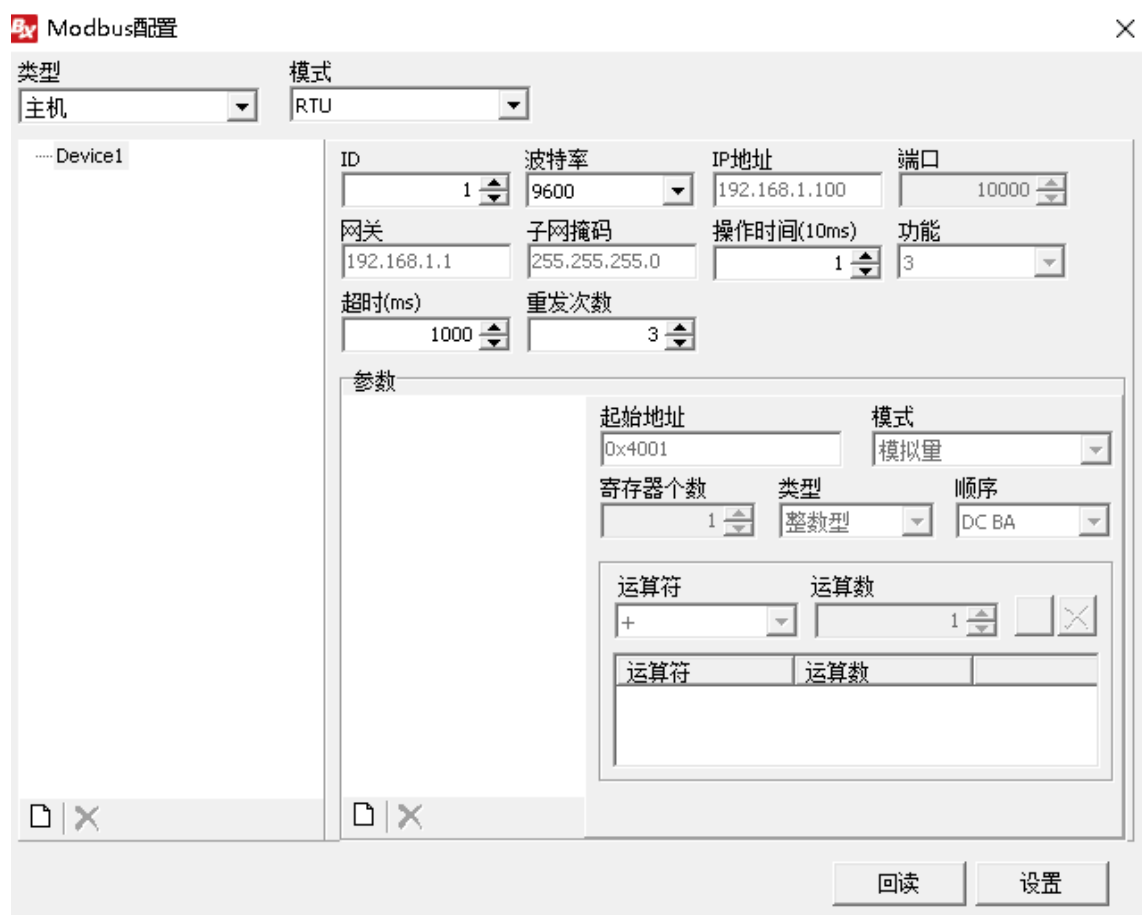 BX Modbus配置
类型 模式
主机 RTU
Device1
ID 波特率 IP地址 端口
1 9600 192.168.1.100 10000
网关 子网掩码 操作时间(10ms) 功能
192.168.1.1 255.255.255.0 1 3
超时(ms) 重发次数
1000 3
参数
起始地址 模式
0x4001 模拟量
寄存器个数 类型 顺序
1 整数型 DC BA
运算符 运算数
+ 1
运算符 运算数
回读 设置